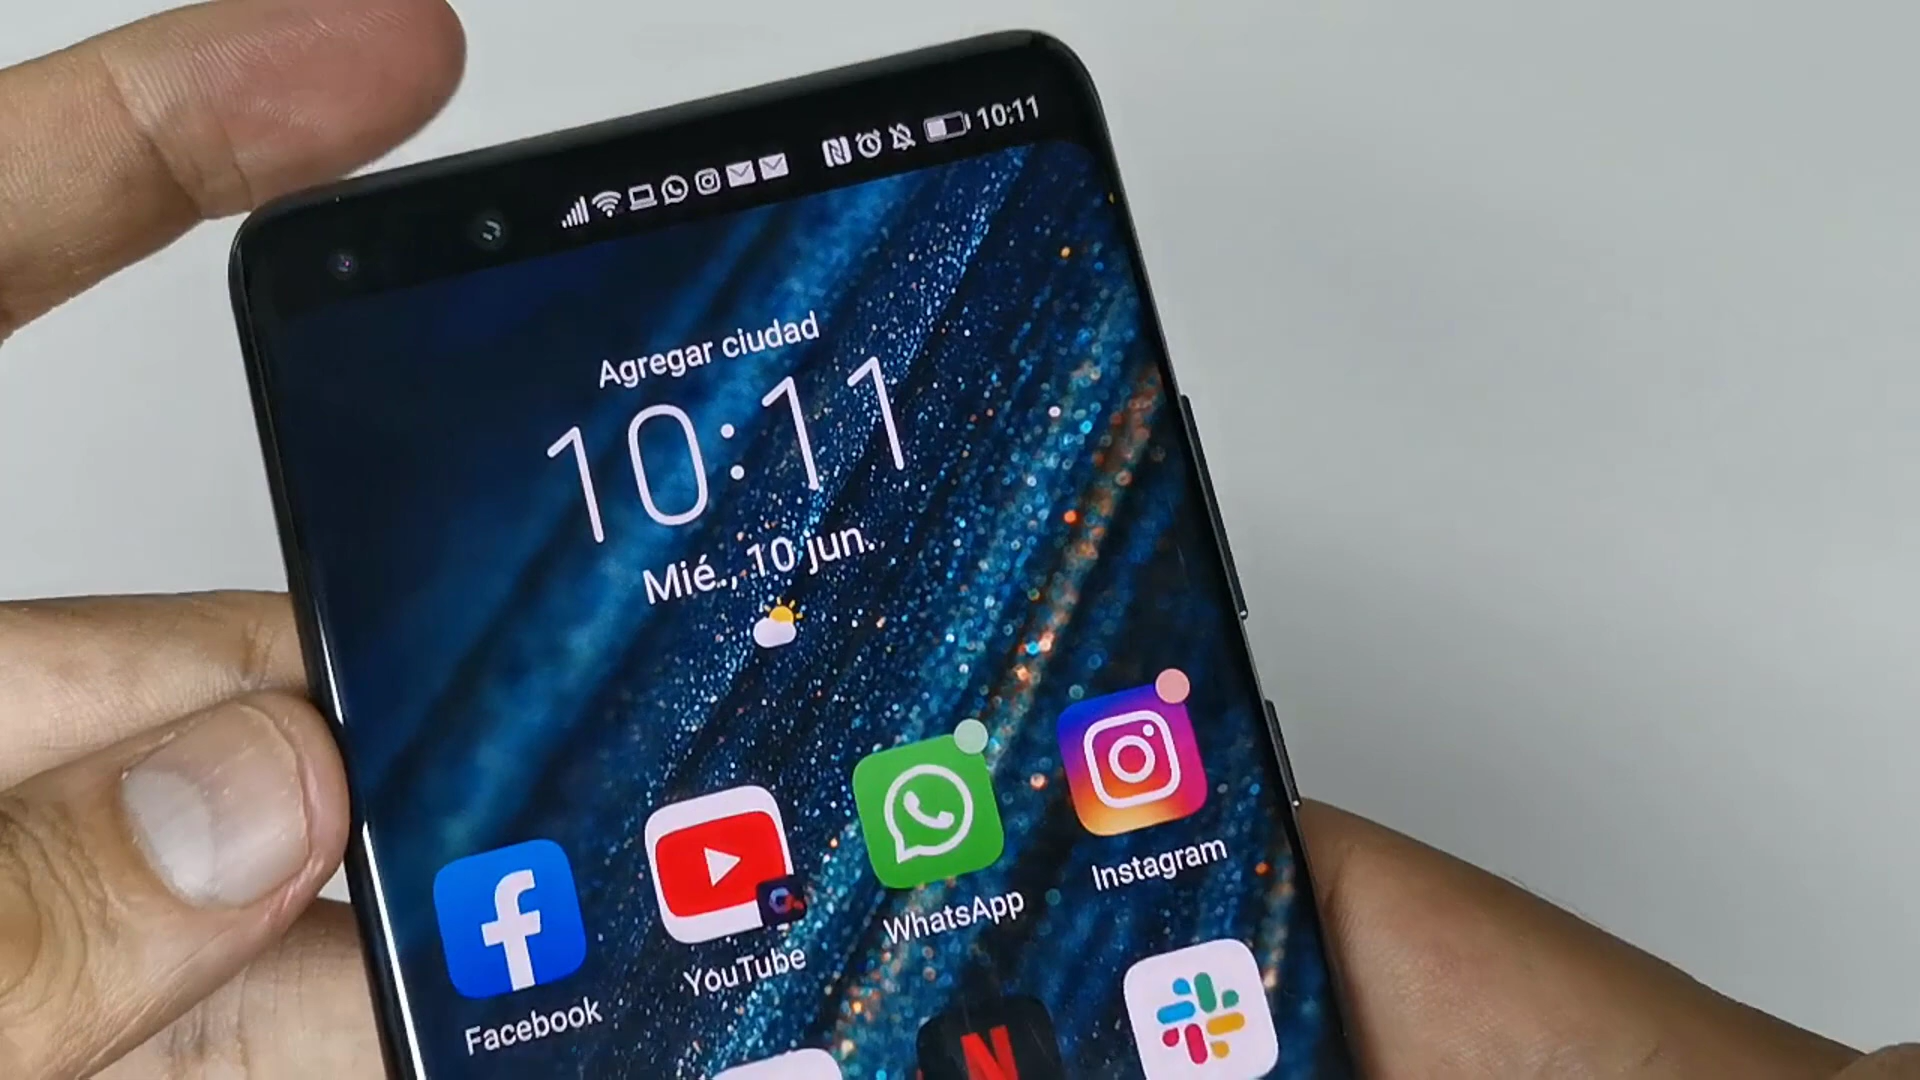 10:11
Agregar ciudad
10:11
Mié., 10 jun.
Facebook
YouTube
WhatsApp
Instagram